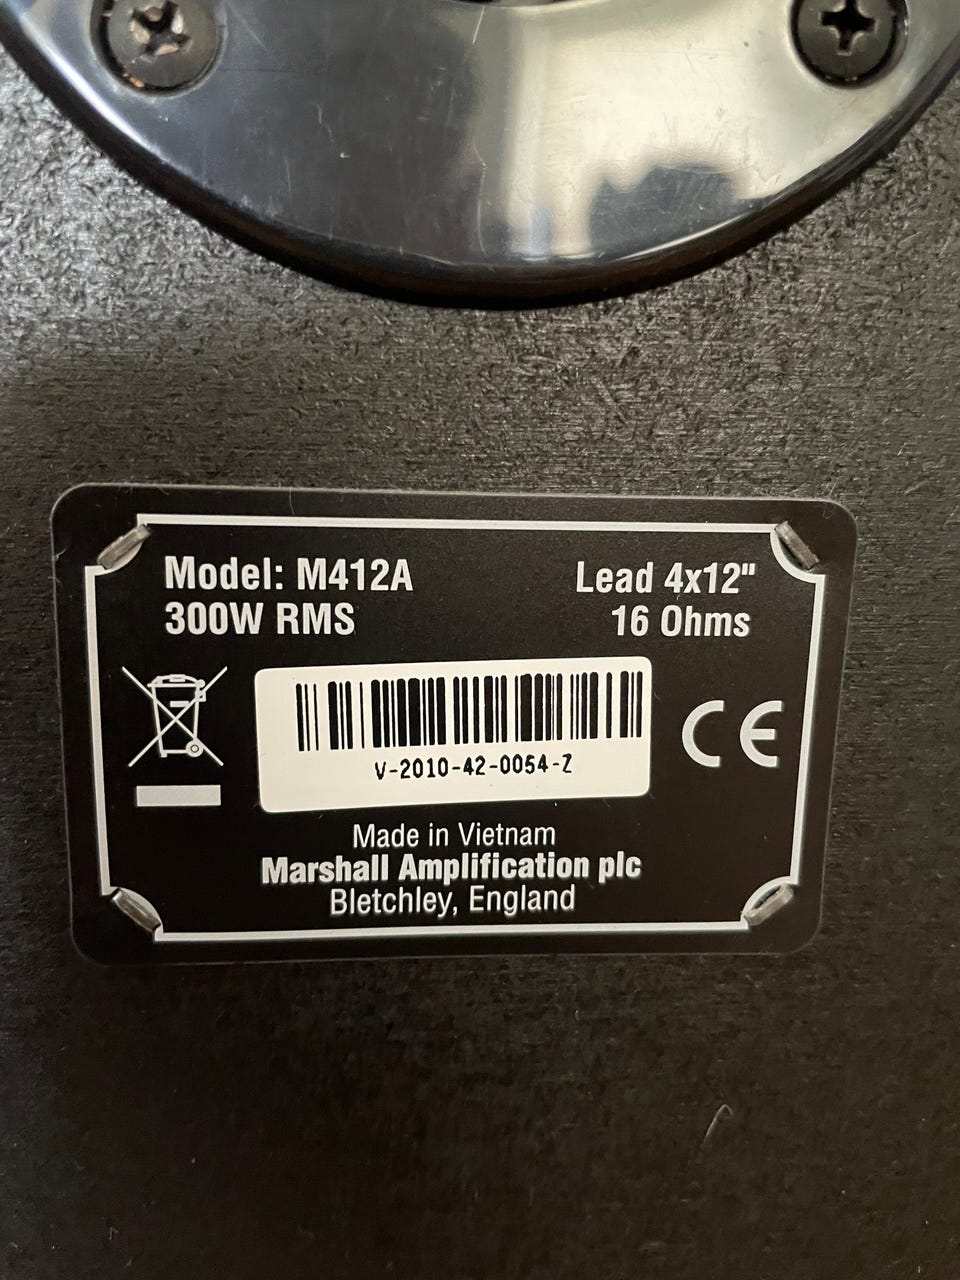 Model: M412A Lead 4x12"
300W RMS 16 Ohms
CE
V-2010-42-0054-Z
Made in Vietnam
Marshall Amplification plc
Bletchley, England